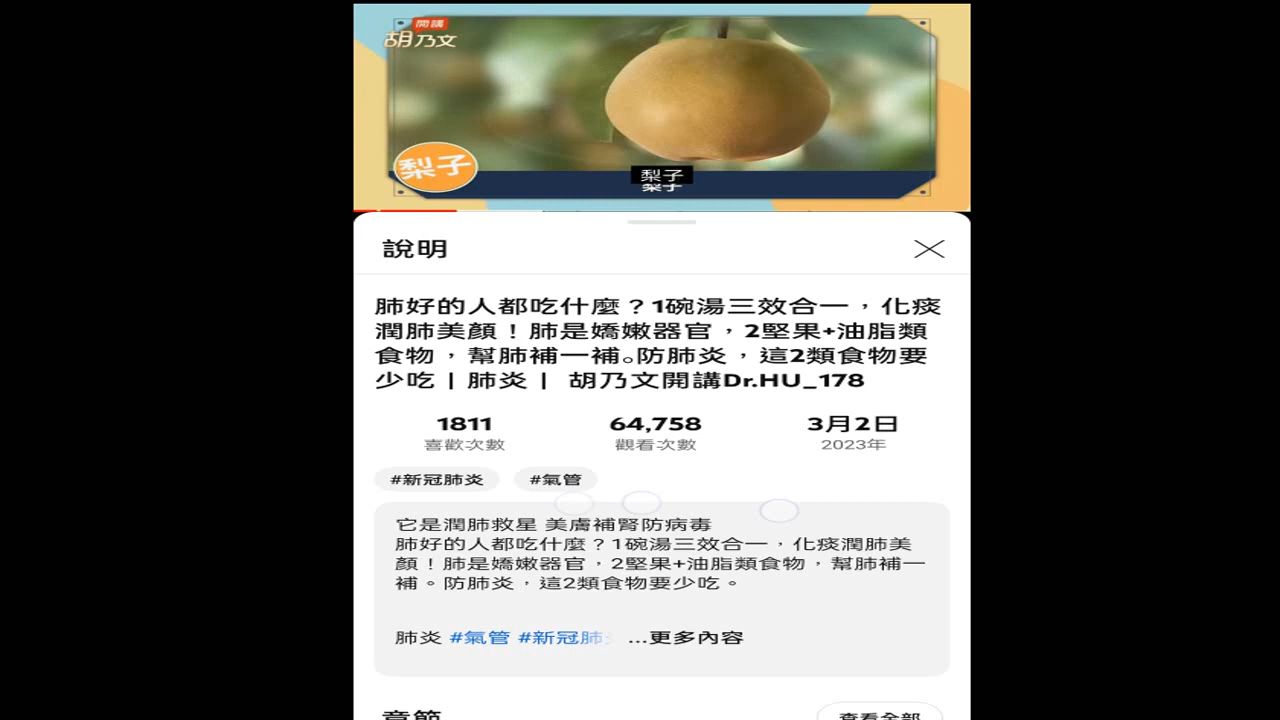 開講
胡乃文
梨子
梨子
梨子
說明
肺好的人都吃什麼？1碗湯三效合一，化痰
潤肺美顏！肺是嬌嫩器官，2堅果+油脂類
食物，幫肺補一補。防肺炎，這2類食物要
少吃 | 肺炎 | 胡乃文開講Dr.HU_178
1811 64,758 3月2日
喜歡次數 觀看次數 2023年
#新冠肺炎 #氣管
它是潤肺救星 美膚補腎防病毒
肺好的人都吃什麼？1碗湯三效合一，化痰潤肺美
顏！肺是嬌嫩器官，2堅果+油脂類食物，幫肺補一
補。防肺炎，這2類食物要少吃。
肺炎 #氣管 #新冠肺 ...更多內容
章節 查看全部